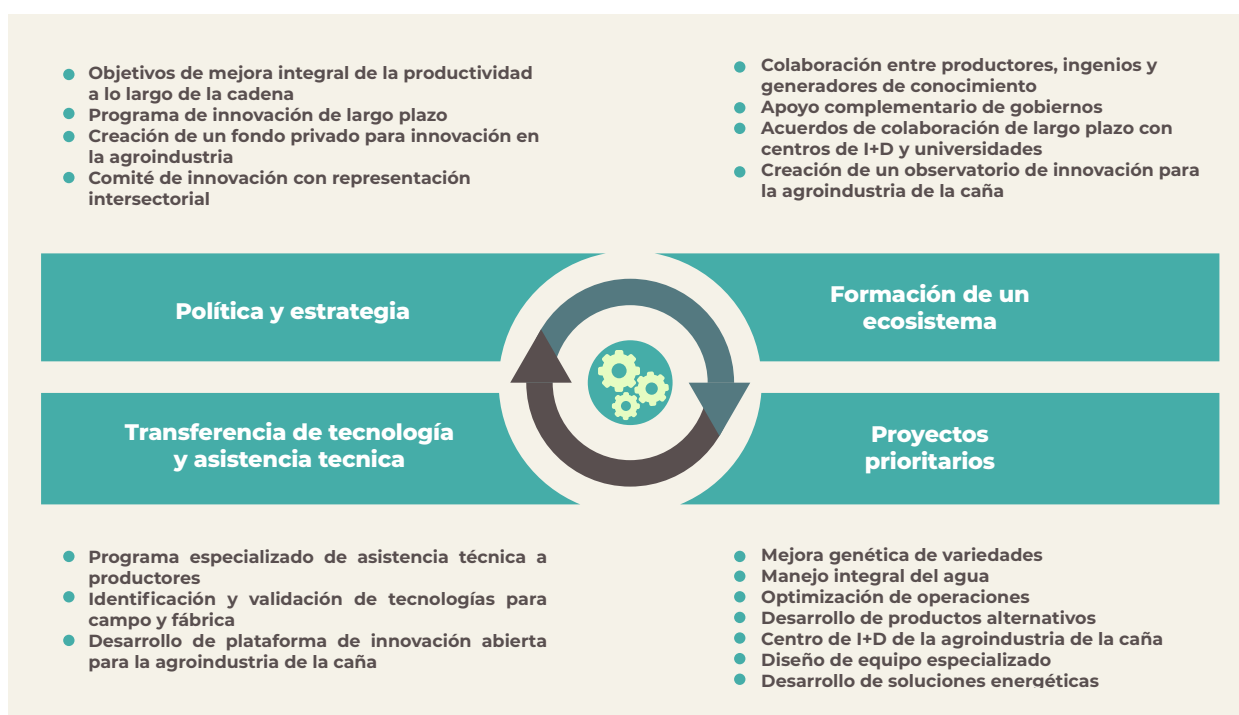 Objetivos de mejora integral de la productividad
a lo largo de la cadena
Programa de innovación de largo plazo
Creación de un fondo privado para innovación en
la agroindustria
Comité de innovación con representación
intersectorial
Colaboración entre productores, ingenios y
generadores de conocimiento
Apoyo complementario de gobiernos
Acuerdos de colaboración de largo plazo con
centros de I+D y universidades
Creación de un observatorio de innovación para
la agroindustria de la caña
Política y estrategia
Formación de un
ecosistema
Transferencia de tecnología
y asistencia tecnica
Proyectos
prioritarios
Programa especializado de asistencia técnica a
productores
Identificación y validación de tecnologías para
campo y fábrica
Desarrollo de plataforma de innovación abierta
para la agroindustria de la caña
Mejora genética de variedades
Manejo integral del agua
Optimización de operaciones
Desarrollo de productos alternativos
Centro de I+D de la agroindustria de la caña
Diseño de equipo especializado
Desarrollo de soluciones energéticas